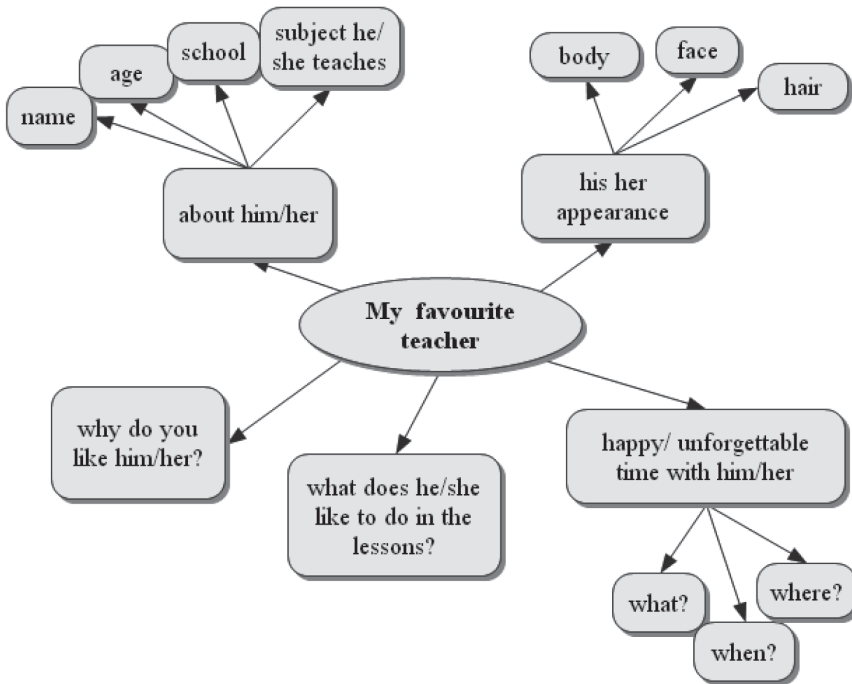 subject he/
she teaches
school
age
name
about him/her
body
face
hair
his her
appearance
My favourite
teacher
why do you
like him/her?
what does he/she
like to do in the
lessons?
happy/ unforgettable
time with him/her
what?
when?
where?